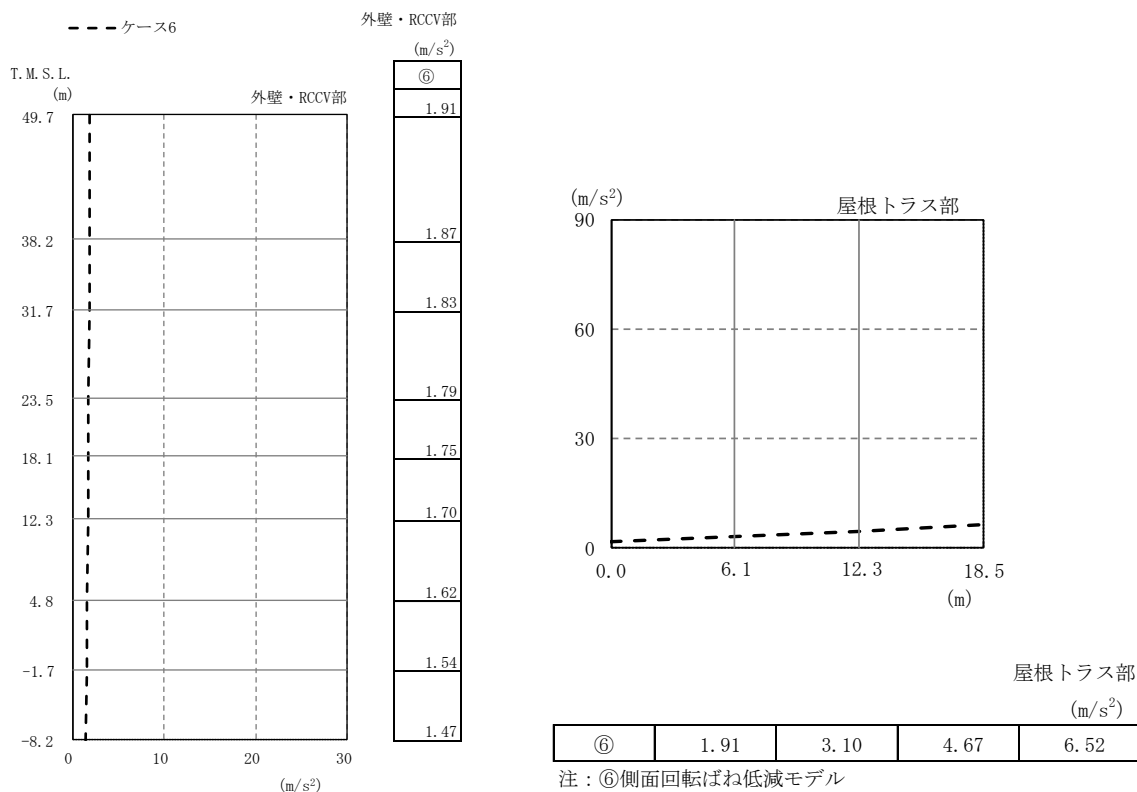 ケース6
外壁・RCCV部
(m/s²)
⑥
1.91
1.87
1.83
1.79
1.75
1.70
1.62
1.54
1.47
T.M.S.L.
(m)
外壁・RCCV部
49.7
38.2
31.7
23.5
18.1
12.3
4.8
-1.7
-8.2
0 10 20 30
(m/s²)
(m/s²)
屋根トラス部
90
60
30
0
0.0 6.1 12.3 18.5
(m)
屋根トラス部
(m/s²)
⑥ 1.91 3.10 4.67 6.52
注：⑥側面回転ばね低減モデル